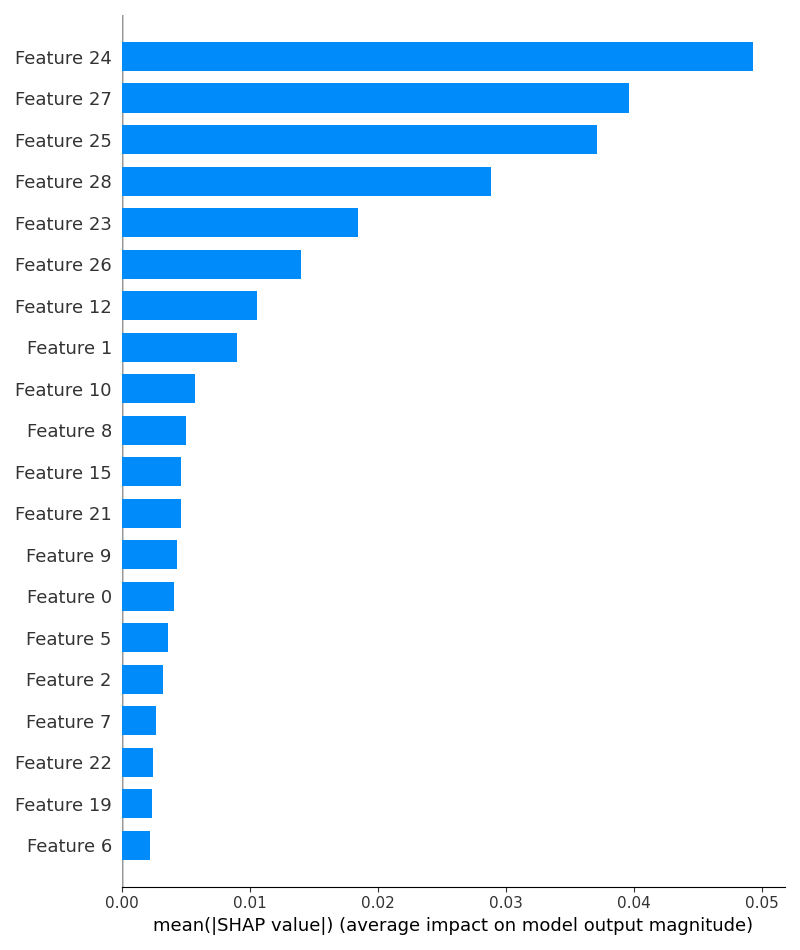 Feature 24
Feature 27
Feature 25
Feature 28
Feature 23
Feature 26
Feature 12
Feature 1
Feature 10
Feature 8
Feature 15
Feature 21
Feature 9
Feature 0
Feature 5
Feature 2
Feature 7
Feature 22
Feature 19
Feature 6
0.00 0.01 0.02 0.03 0.04 0.05
mean(|SHAP value|) (average impact on model output magnitude)